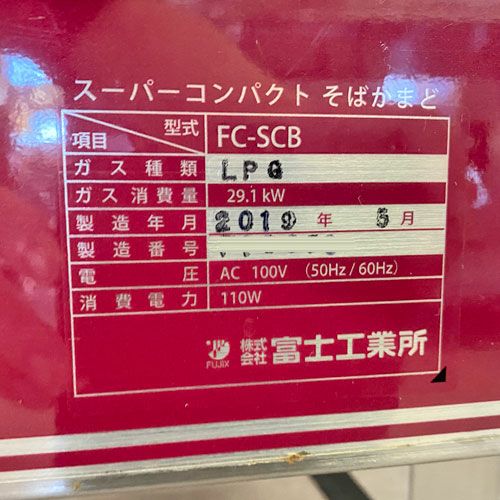 スーパーコンパクト そばかまど
項目 型式 FC-SCB
ガス種類 LPG
ガス消費量 29.1 kW
製造年月 2019 年 5月
製造番号
電圧 AC 100V (50Hz / 60Hz)
消費電力 110W
FUJIX 株式会社 富士工業所